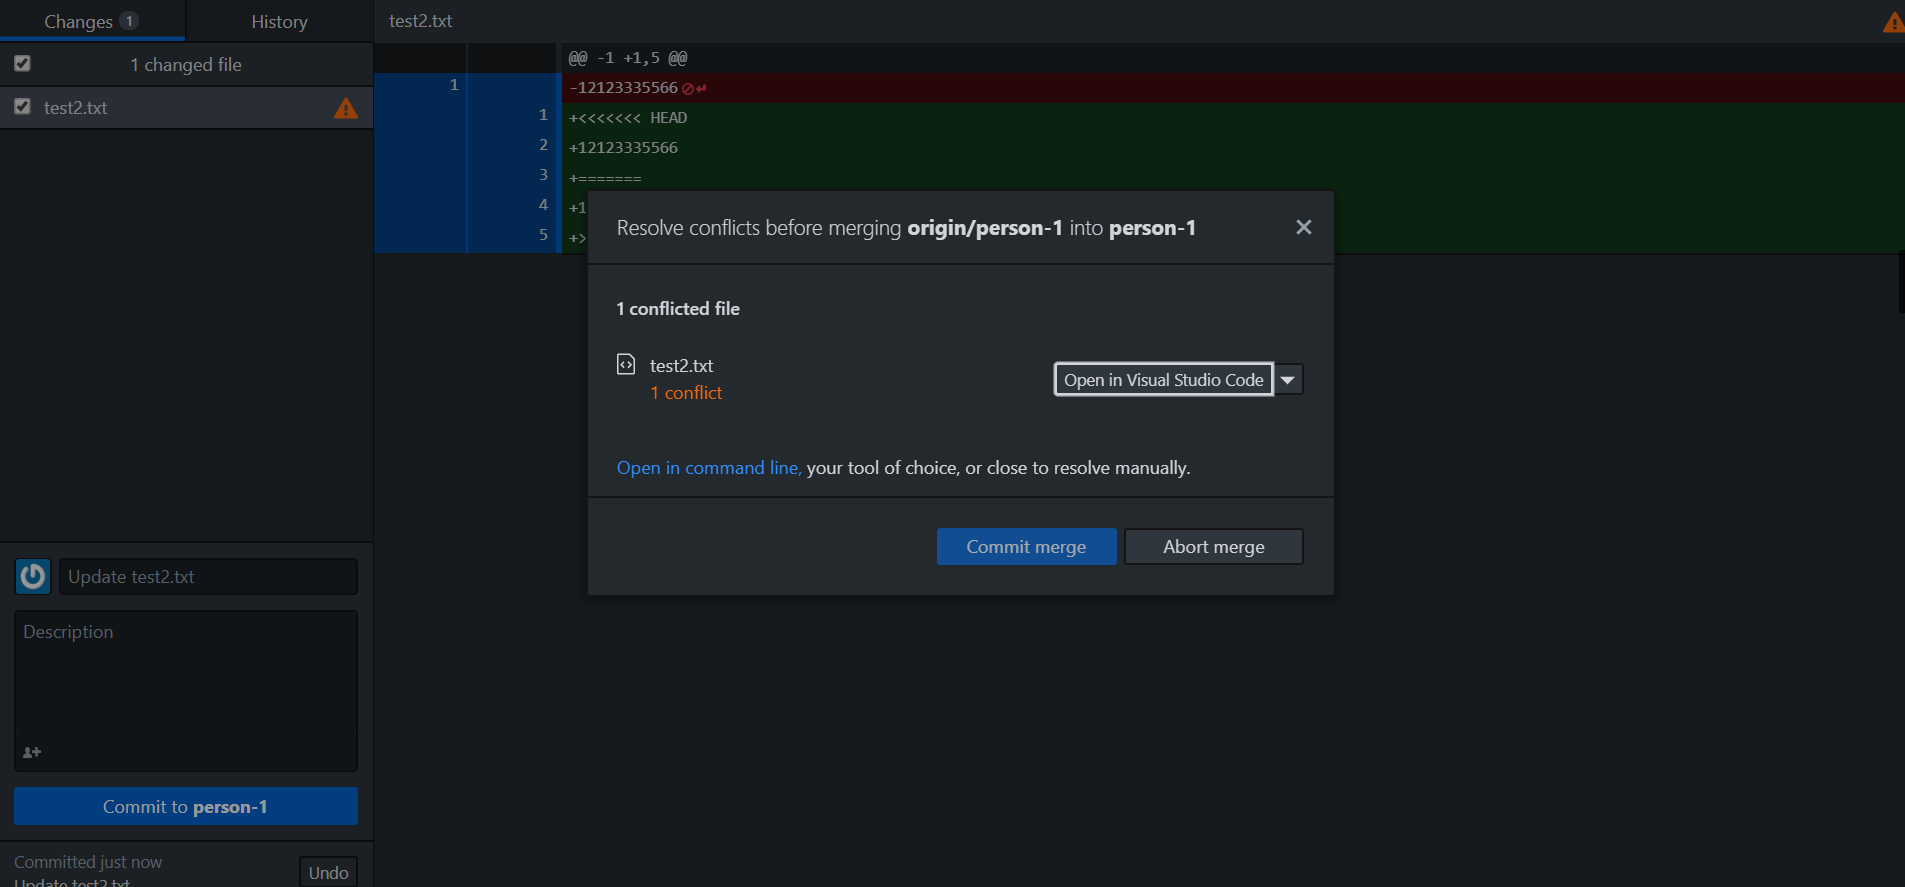 Changes 1
History
test2.txt
1 changed file
test2.txt
@@ -1 +1,5 @@
1 -12123335566
1 +<<<<<<< HEAD
2 +12123335566
3 +=======
4 +1
5 +>
Resolve conflicts before merging origin/person-1 into person-1
1 conflicted file
test2.txt
1 conflict
Open in Visual Studio Code
Open in command line, your tool of choice, or close to resolve manually.
Commit merge
Abort merge
Update test2.txt
Description
Commit to person-1
Committed just now
Update test2.txt
Undo